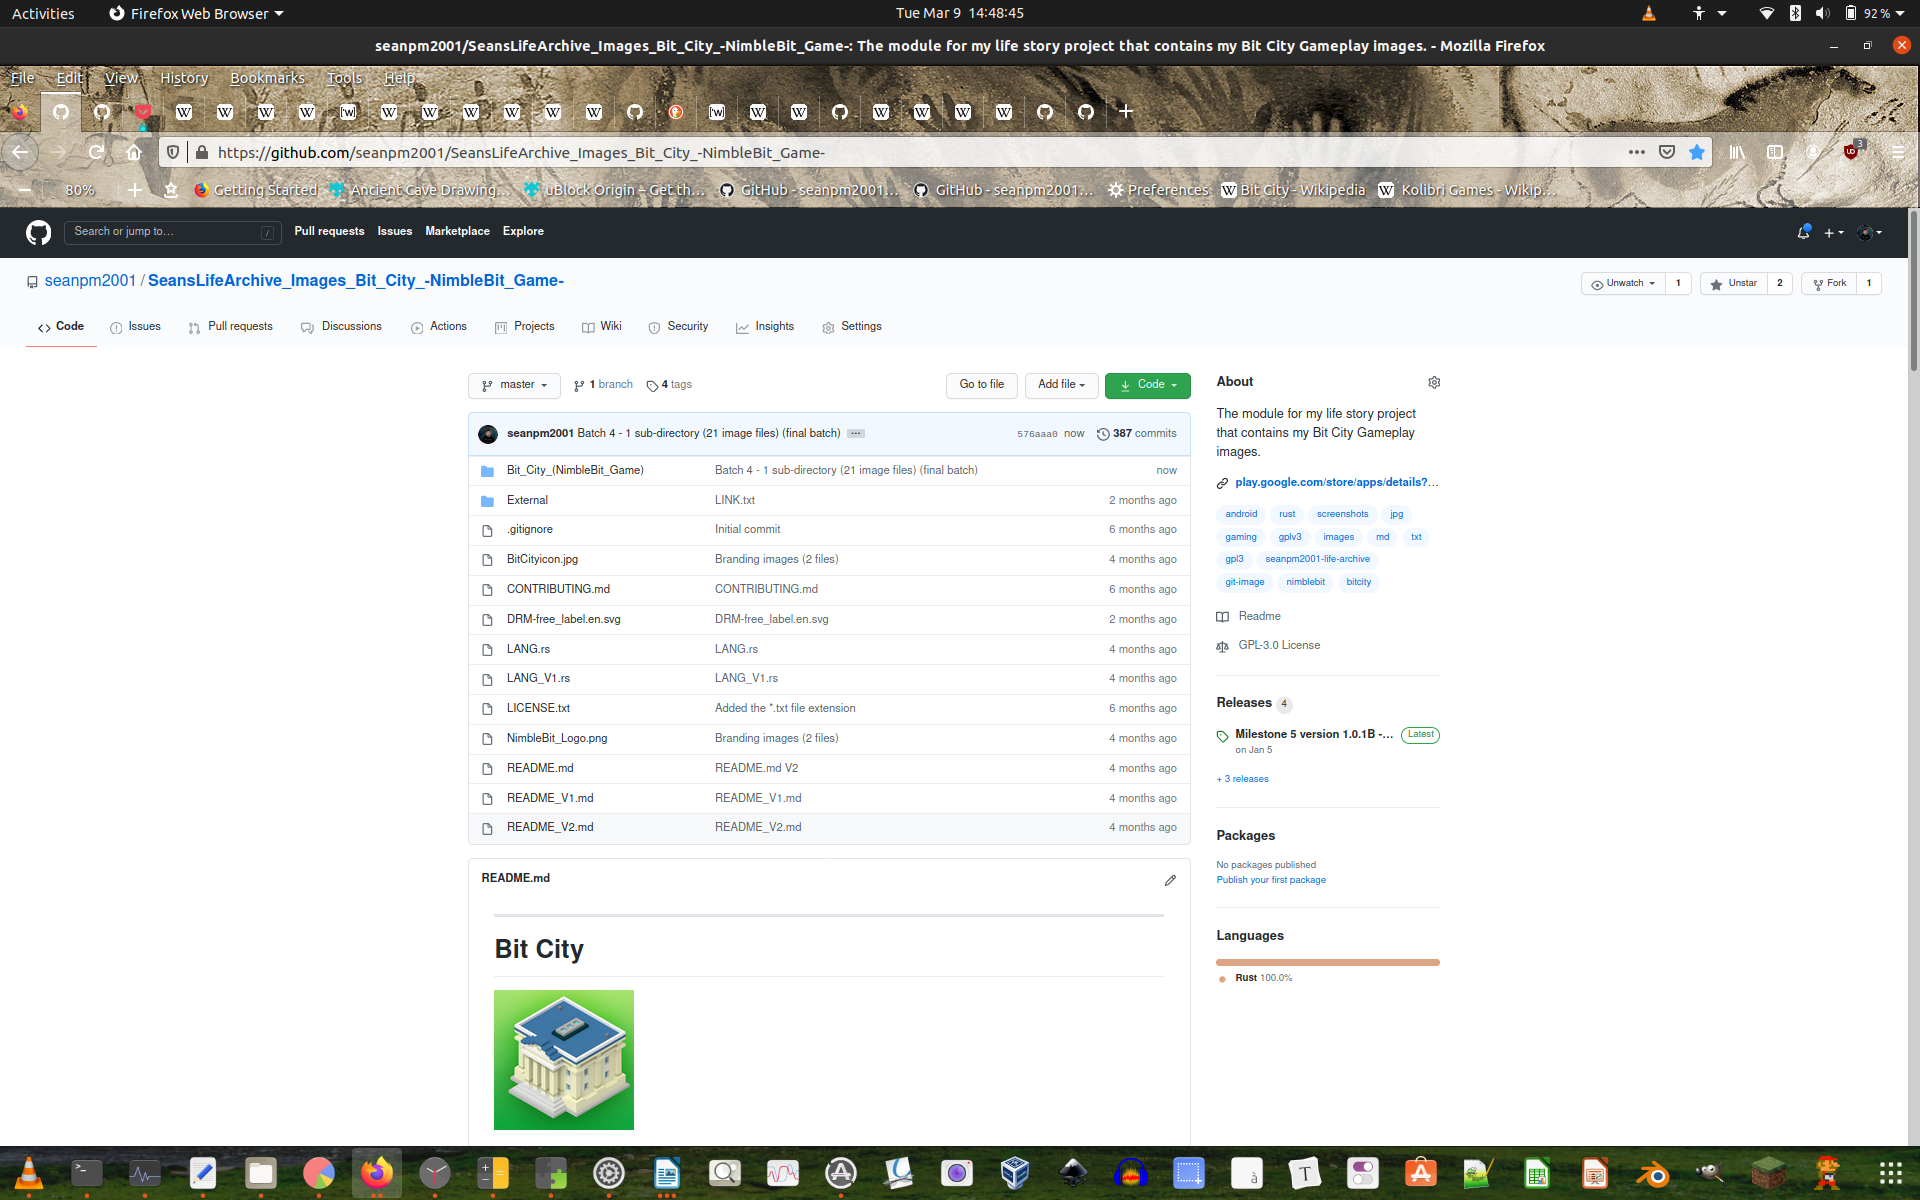 Activities Firefox Web Browser Tue Mar 9 14:48:45 92 %
seanpm2001/SeansLifeArchive_Images_Bit_City_-NimbleBit_Game-: The module for my life story project that contains my Bit City Gameplay images. - Mozilla Firefox
File Edit View History Bookmarks Tools Help
https://github.com/seanpm2001/SeansLifeArchive_Images_Bit_City_-NimbleBit_Game- 3
80% Getting Started Ancient Cave Drawing… uBlock Origin – Get th… GitHub - seanpm2001… GitHub - seanpm2001… Preferences Bit City - Wikipedia Kolibri Games - Wikip…
Search or jump to… / Pull requests Issues Marketplace Explore
seanpm2001 / SeansLifeArchive_Images_Bit_City_-NimbleBit_Game- Unwatch 1 Unstar 2 Fork 1
Code Issues Pull requests Discussions Actions Projects Wiki Security Insights Settings
master 1 branch 4 tags Go to file Add file Code
seanpm2001 Batch 4 - 1 sub-directory (21 image files) (final batch) … 576aaa0 now 387 commits
Bit_City_(NimbleBit_Game) Batch 4 - 1 sub-directory (21 image files) (final batch) now
External LINK.txt 2 months ago
.gitignore Initial commit 6 months ago
BitCityicon.jpg Branding images (2 files) 4 months ago
CONTRIBUTING.md CONTRIBUTING.md 6 months ago
DRM-free_label.en.svg DRM-free_label.en.svg 2 months ago
LANG.rs LANG.rs 4 months ago
LANG_V1.rs LANG_V1.rs 4 months ago
LICENSE.txt Added the *.txt file extension 6 months ago
NimbleBit_Logo.png Branding images (2 files) 4 months ago
README.md README.md V2 4 months ago
README_V1.md README_V1.md 4 months ago
README_V2.md README_V2.md 4 months ago
README.md
Bit City
About
The module for my life story project
that contains my Bit City Gameplay
images.
play.google.com/store/apps/details?…
android rust screenshots jpg
gaming gplv3 images md txt
gpl3 seanpm2001-life-archive
git-image nimblebit bitcity
Readme
GPL-3.0 License
Releases 4
Milestone 5 version 1.0.1B -… Latest
on Jan 5
+ 3 releases
Packages
No packages published
Publish your first package
Languages
Rust 100.0%